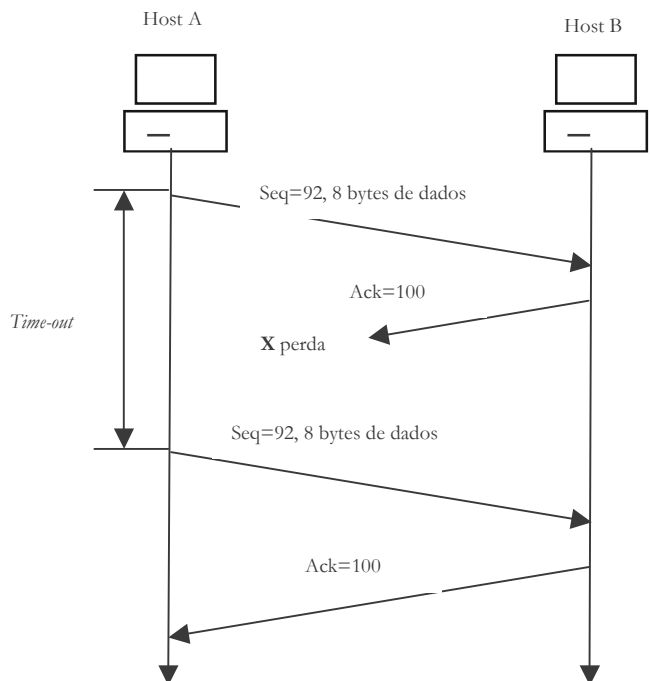 Host A
Host B
Seq=92, 8 bytes de dados
Ack=100
Time-out
X perda
Seq=92, 8 bytes de dados
Ack=100